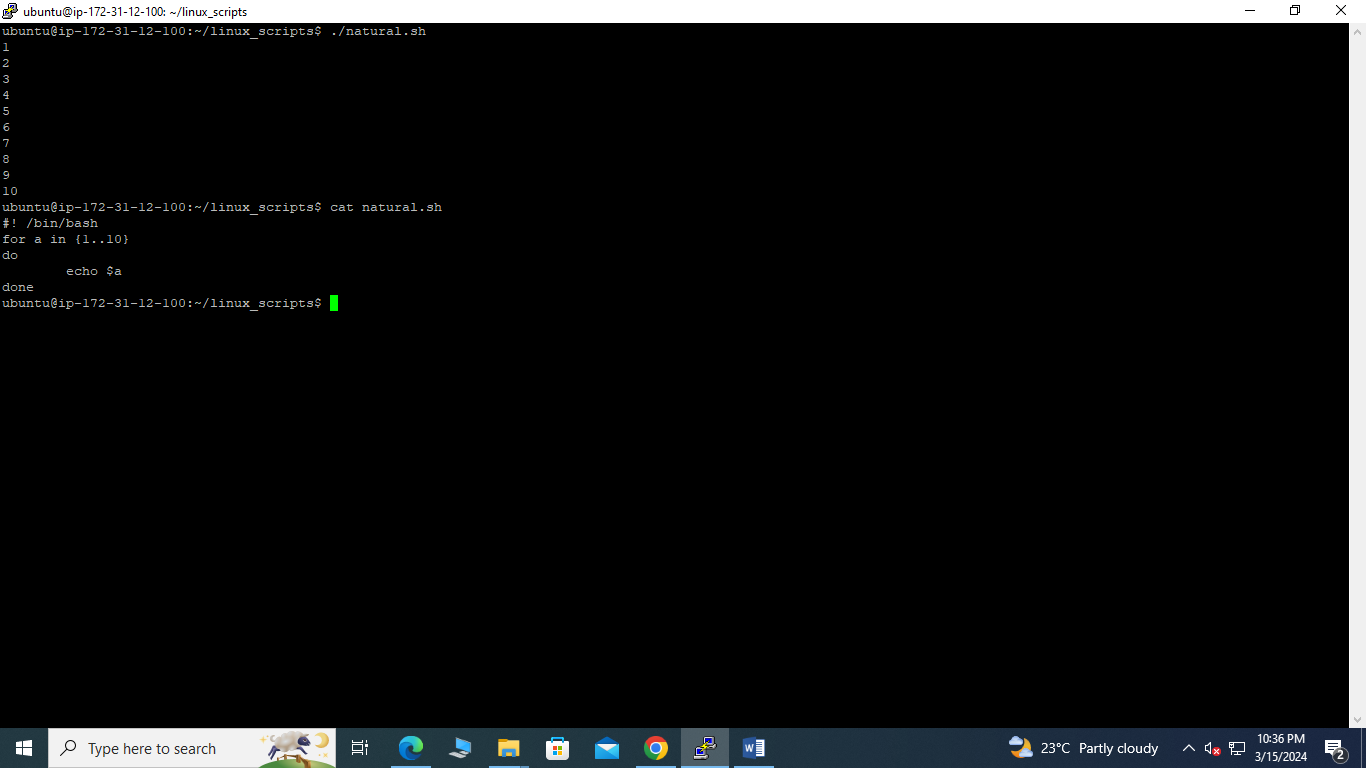 ubuntu@ip-172-31-12-100: ~/linux_scripts
ubuntu@ip-172-31-12-100:~/linux_scripts$ ./natural.sh
1
2
3
4
5
6
7
8
9
10
ubuntu@ip-172-31-12-100:~/linux_scripts$ cat natural.sh
#! /bin/bash
for a in {1..10}
do
        echo $a
done
ubuntu@ip-172-31-12-100:~/linux_scripts$
Type here to search
23°C Partly cloudy
10:36 PM
3/15/2024
2